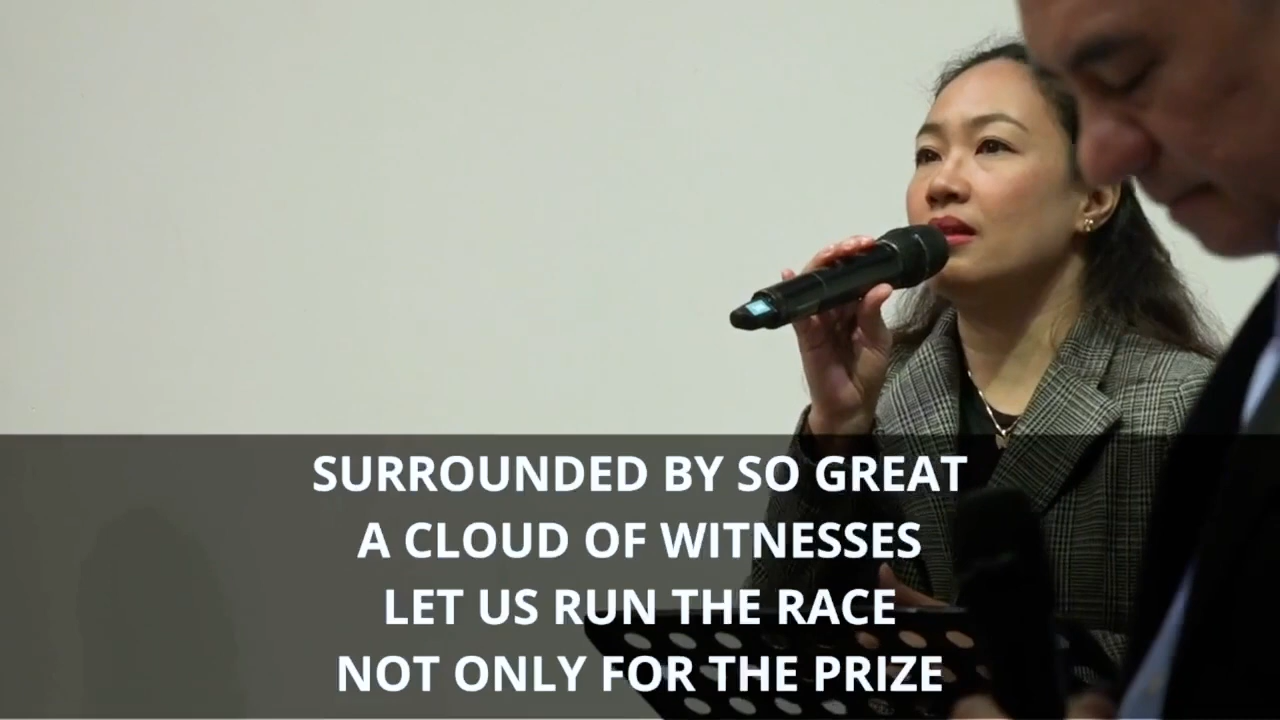 SURROUNDED BY SO GREAT
A CLOUD OF WITNESSES
LET US RUN THE RACE
NOT ONLY FOR THE PRIZE